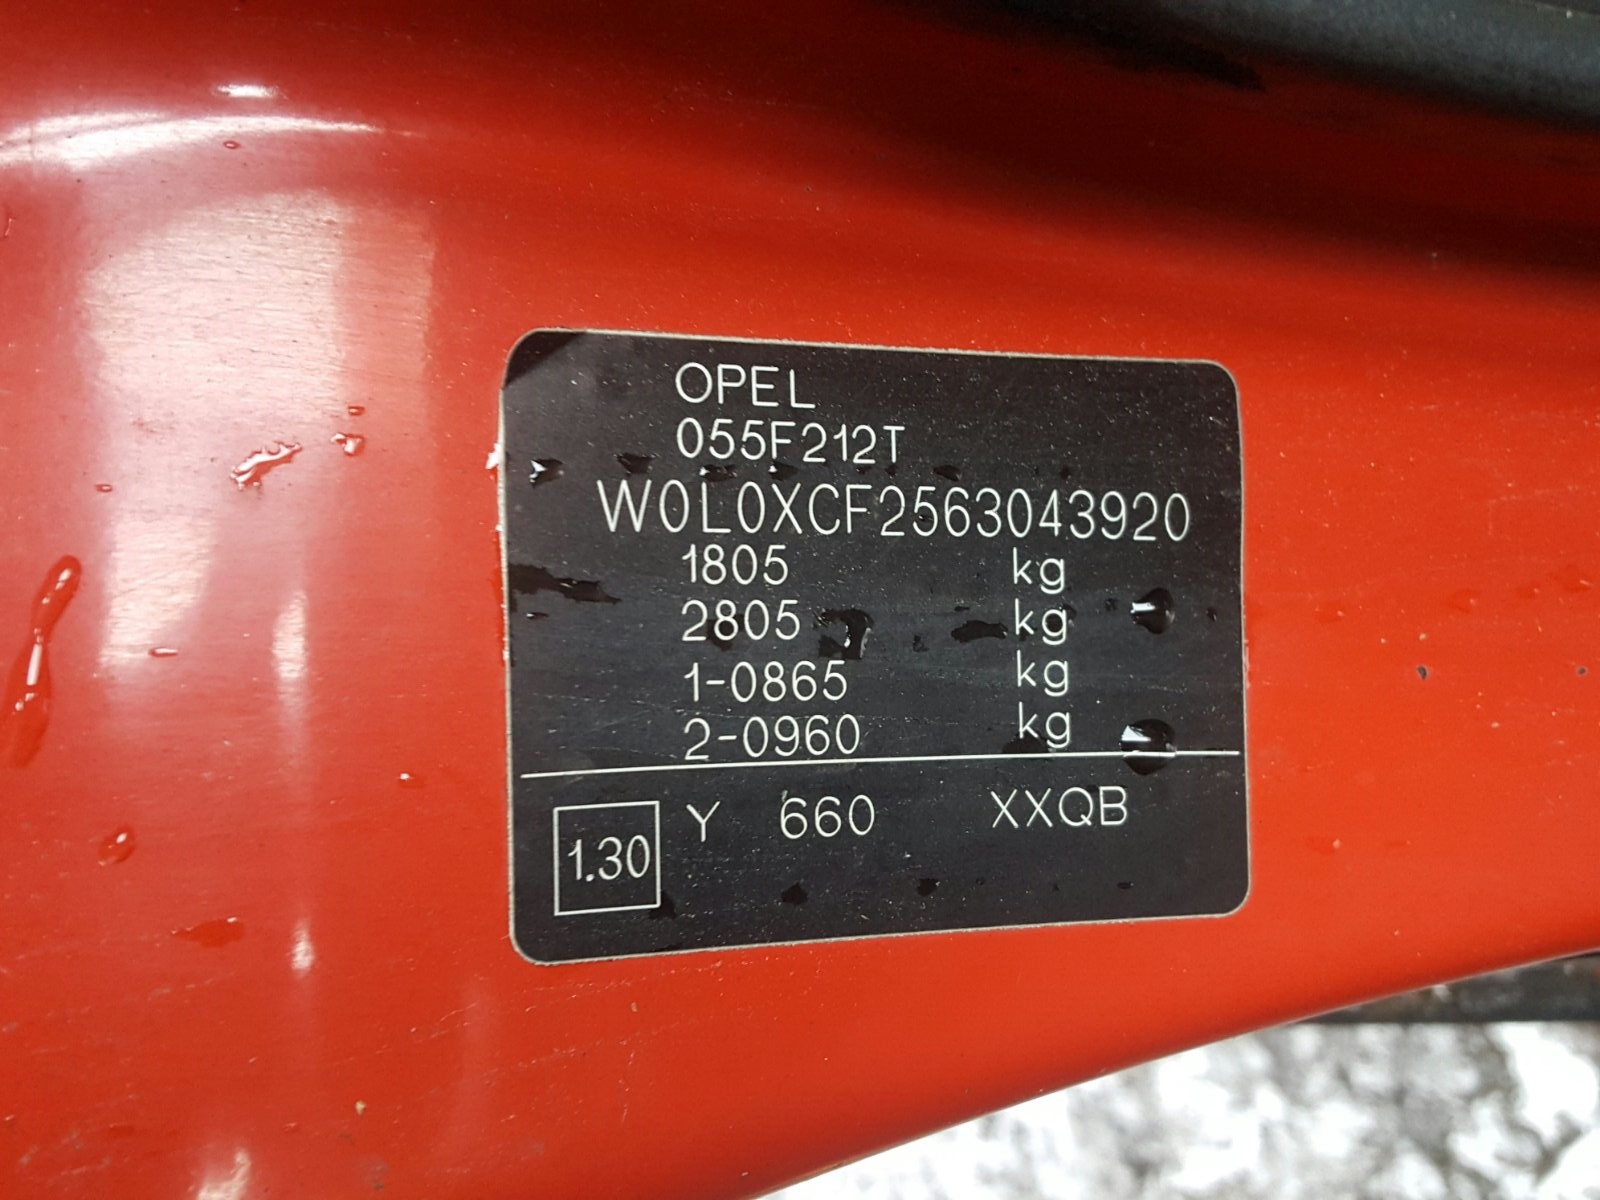 OPEL
055F212T
W0L0XCF2563043920
1805 kg
2805 kg
1-0865 kg
2-0960 kg
1.30 Y 660 XXQB